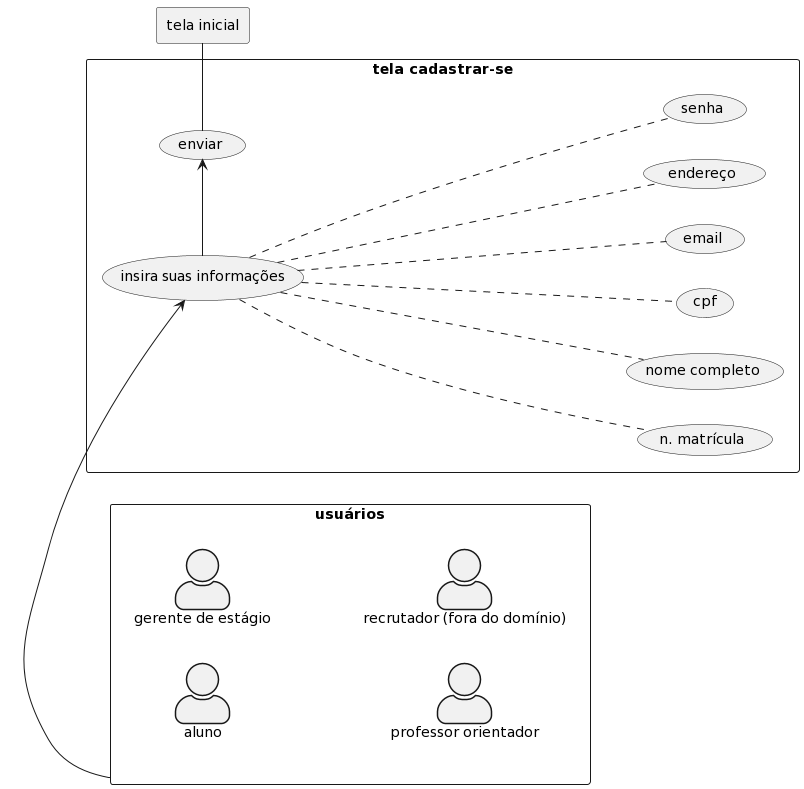 tela inicial
tela cadastrar-se
senha
enviar
endereço
email
insira suas informações
cpf
nome completo
n. matrícula
usuários
gerente de estágio
recrutador (fora do domínio)
aluno
professor orientador